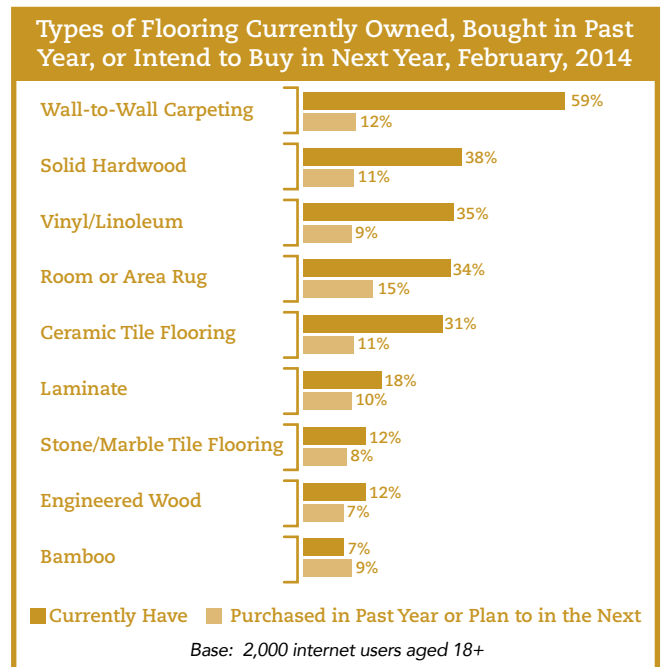 Types of Flooring Currently Owned, Bought in Past
Year, or Intend to Buy in Next Year, February, 2014
Wall-to-Wall Carpeting
59%
12%
Solid Hardwood
38%
11%
Vinyl/Linoleum
35%
9%
Room or Area Rug
34%
15%
Ceramic Tile Flooring
31%
11%
Laminate
18%
10%
Stone/Marble Tile Flooring
12%
8%
Engineered Wood
12%
7%
Bamboo
7%
9%
Currently Have
Purchased in Past Year or Plan to in the Next
Base: 2,000 internet users aged 18+